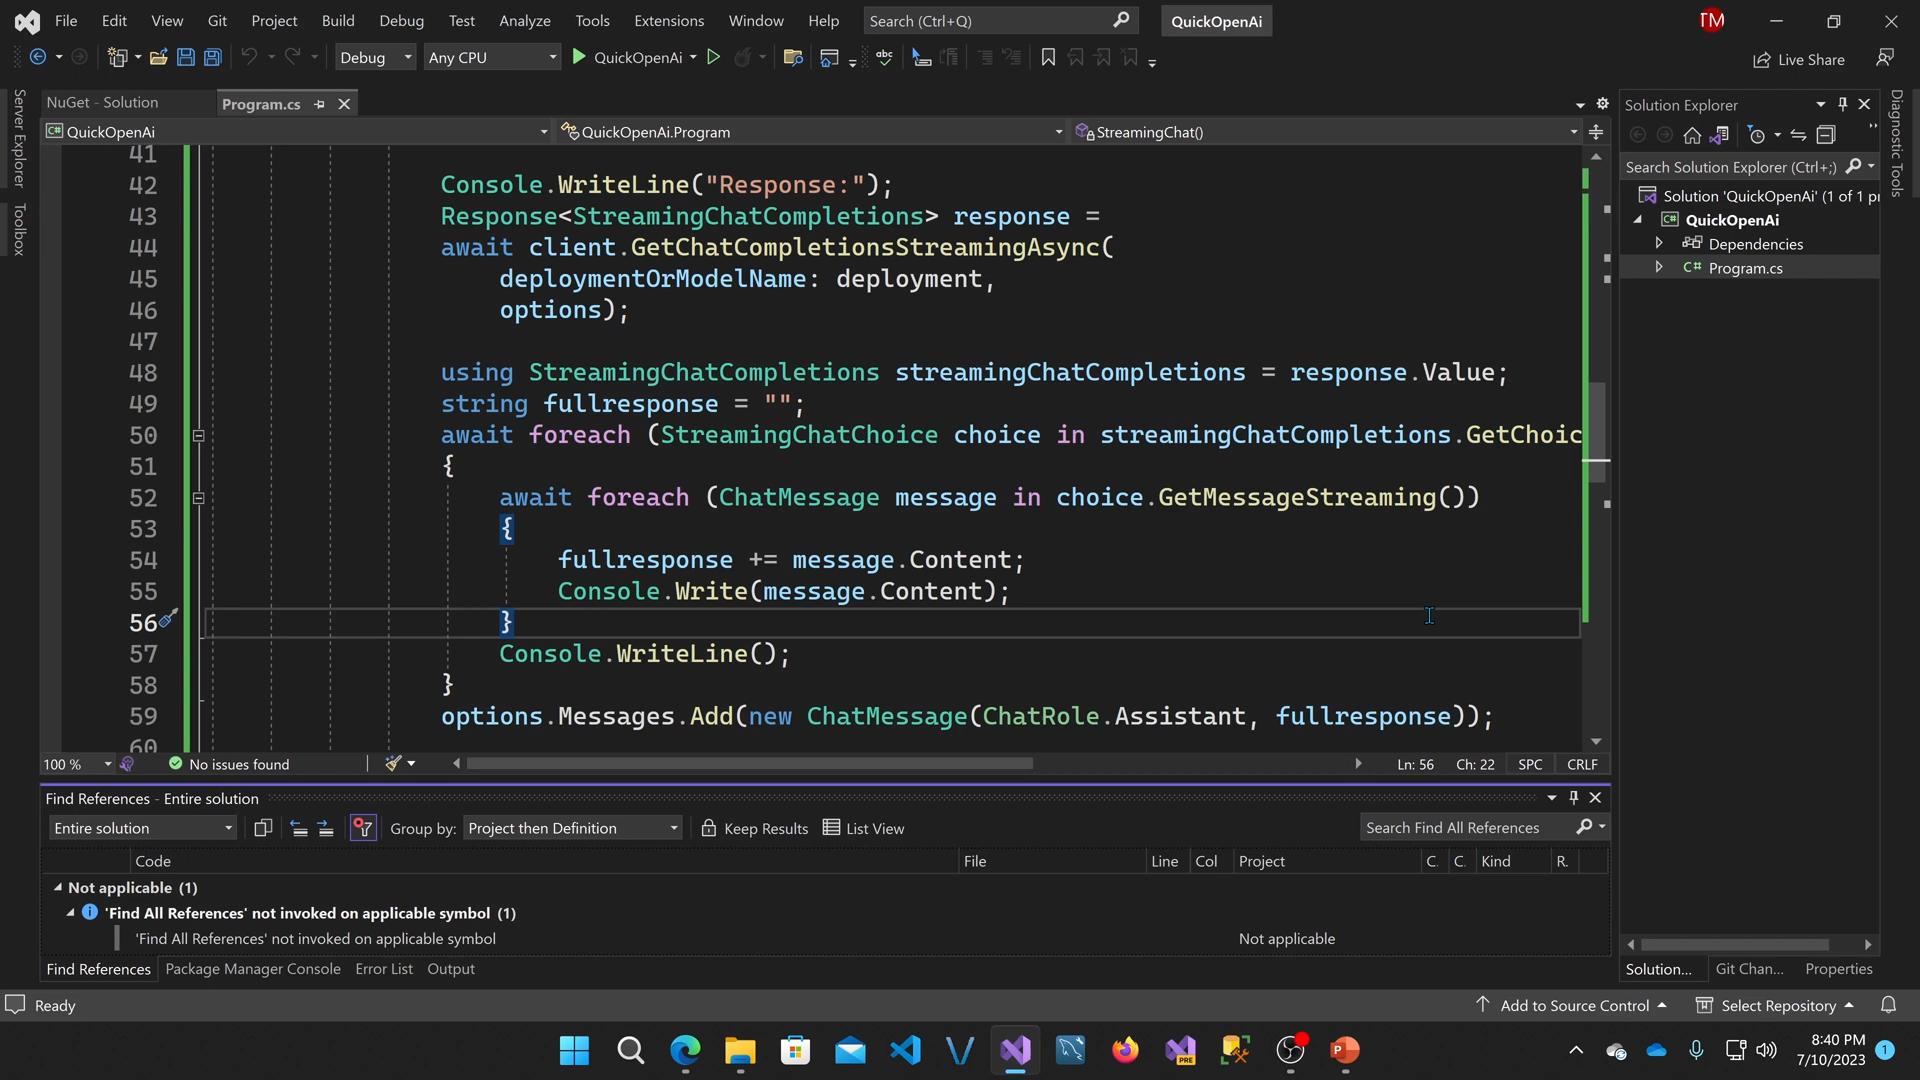 File Edit View Git Project Build Debug Test Analyze Tools Extensions Window Help Search (Ctrl+Q) QuickOpenAi TM
Debug Any CPU QuickOpenAi abc Live Share
Server Explorer
Toolbox
NuGet - Solution Program.cs
C# QuickOpenAi QuickOpenAi.Program StreamingChat()
41
42 Console.WriteLine("Response:");
43 Response<StreamingChatCompletions> response =
44 await client.GetChatCompletionsStreamingAsync(
45 deploymentOrModelName: deployment,
46 options);
47
48 using StreamingChatCompletions streamingChatCompletions = response.Value;
49 string fullresponse = "";
50 await foreach (StreamingChatChoice choice in streamingChatCompletions.GetChoic
51 {
52 await foreach (ChatMessage message in choice.GetMessageStreaming())
53 {
54 fullresponse += message.Content;
55 Console.Write(message.Content);
56 }
57 Console.WriteLine();
58 }
59 options.Messages.Add(new ChatMessage(ChatRole.Assistant, fullresponse));
60
100 % No issues found Ln: 56 Ch: 22 SPC CRLF
Find References - Entire solution
Entire solution Group by: Project then Definition Keep Results List View Search Find All References
Code File Line Col Project C. C. Kind R.
Not applicable (1)
'Find All References' not invoked on applicable symbol (1)
'Find All References' not invoked on applicable symbol Not applicable
Find References Package Manager Console Error List Output
Solution Explorer
Search Solution Explorer (Ctrl+;)
Solution 'QuickOpenAi' (1 of 1 pr
C# QuickOpenAi
Dependencies
C# Program.cs
Solution... Git Chan... Properties
Diagnostic Tools
Ready Add to Source Control Select Repository
PRE
8:40 PM
7/10/2023 1